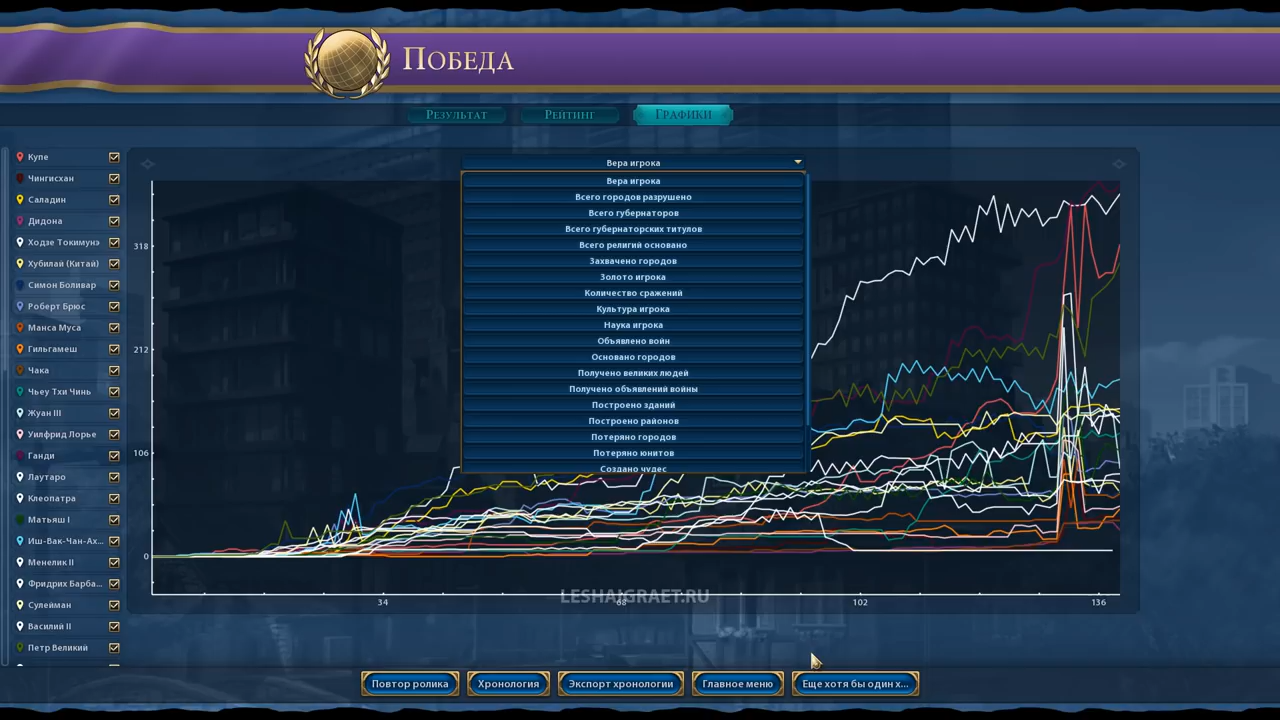 Победа
Результат
Рейтинг
Графики
Купе
Чингисхан
Саладин
Дидона
Ходзе Токимунэ
Хубилай (Китай)
Симон Боливар
Роберт Брюс
Манса Муса
Гильгамеш
Чака
Чьеу Тхи Чинь
Жуан III
Уилфрид Лорье
Ганди
Лаутаро
Клеопатра
Матьяш I
Иш-Вак-Чан-Ах...
Менелик II
Фридрих Барба...
Сулейман
Василий II
Петр Великий
Вера игрока
Вера игрока
Всего городов разрушено
Всего губернаторов
Всего губернаторских титулов
Всего религий основано
Захвачено городов
Золото игрока
Количество сражений
Культура игрока
Наука игрока
Объявлено войн
Основано городов
Получено великих людей
Получено объявлений войны
Построено зданий
Построено районов
Потеряно городов
Потеряно юнитов
Создано чудес
318
212
106
0
34
68
102
136
LESHAIGRAET.RU
Повтор ролика
Хронология
Экспорт хронологии
Главное меню
Еще хотя бы один х...